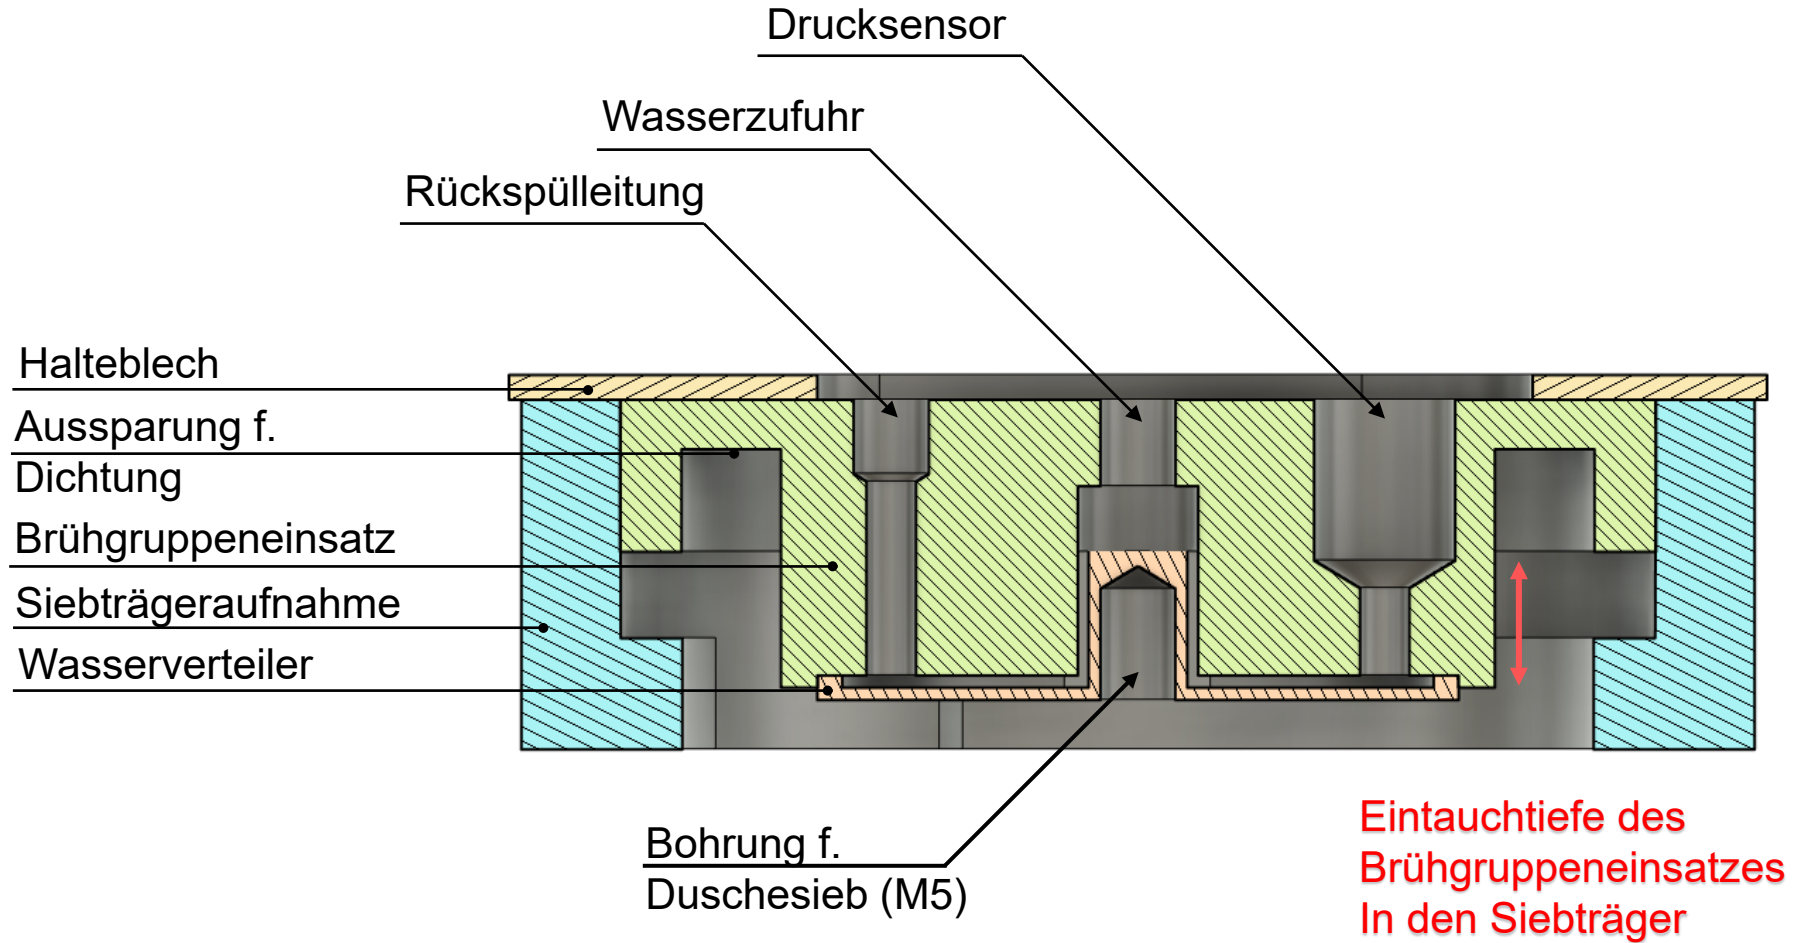 Drucksensor
Wasserzufuhr
Rückspülleitung
Halteblech
Aussparung f.
Dichtung
Brühgruppeneinsatz
Siebträgeraufnahme
Wasserverteiler
Bohrung f.
Duschesieb (M5)
Eintauchtiefe des
Brühgruppeneinsatzes
In den Siebträger